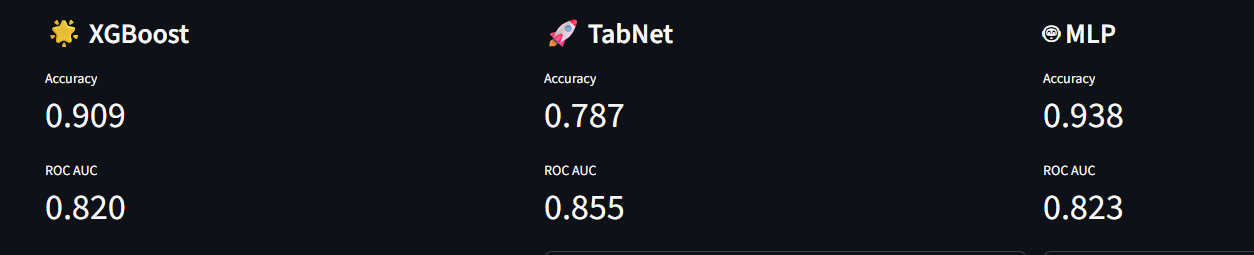 🌟 XGBoost
Accuracy
0.909
ROC AUC
0.820
🚀 TabNet
Accuracy
0.787
ROC AUC
0.855
MLP
Accuracy
0.938
ROC AUC
0.823